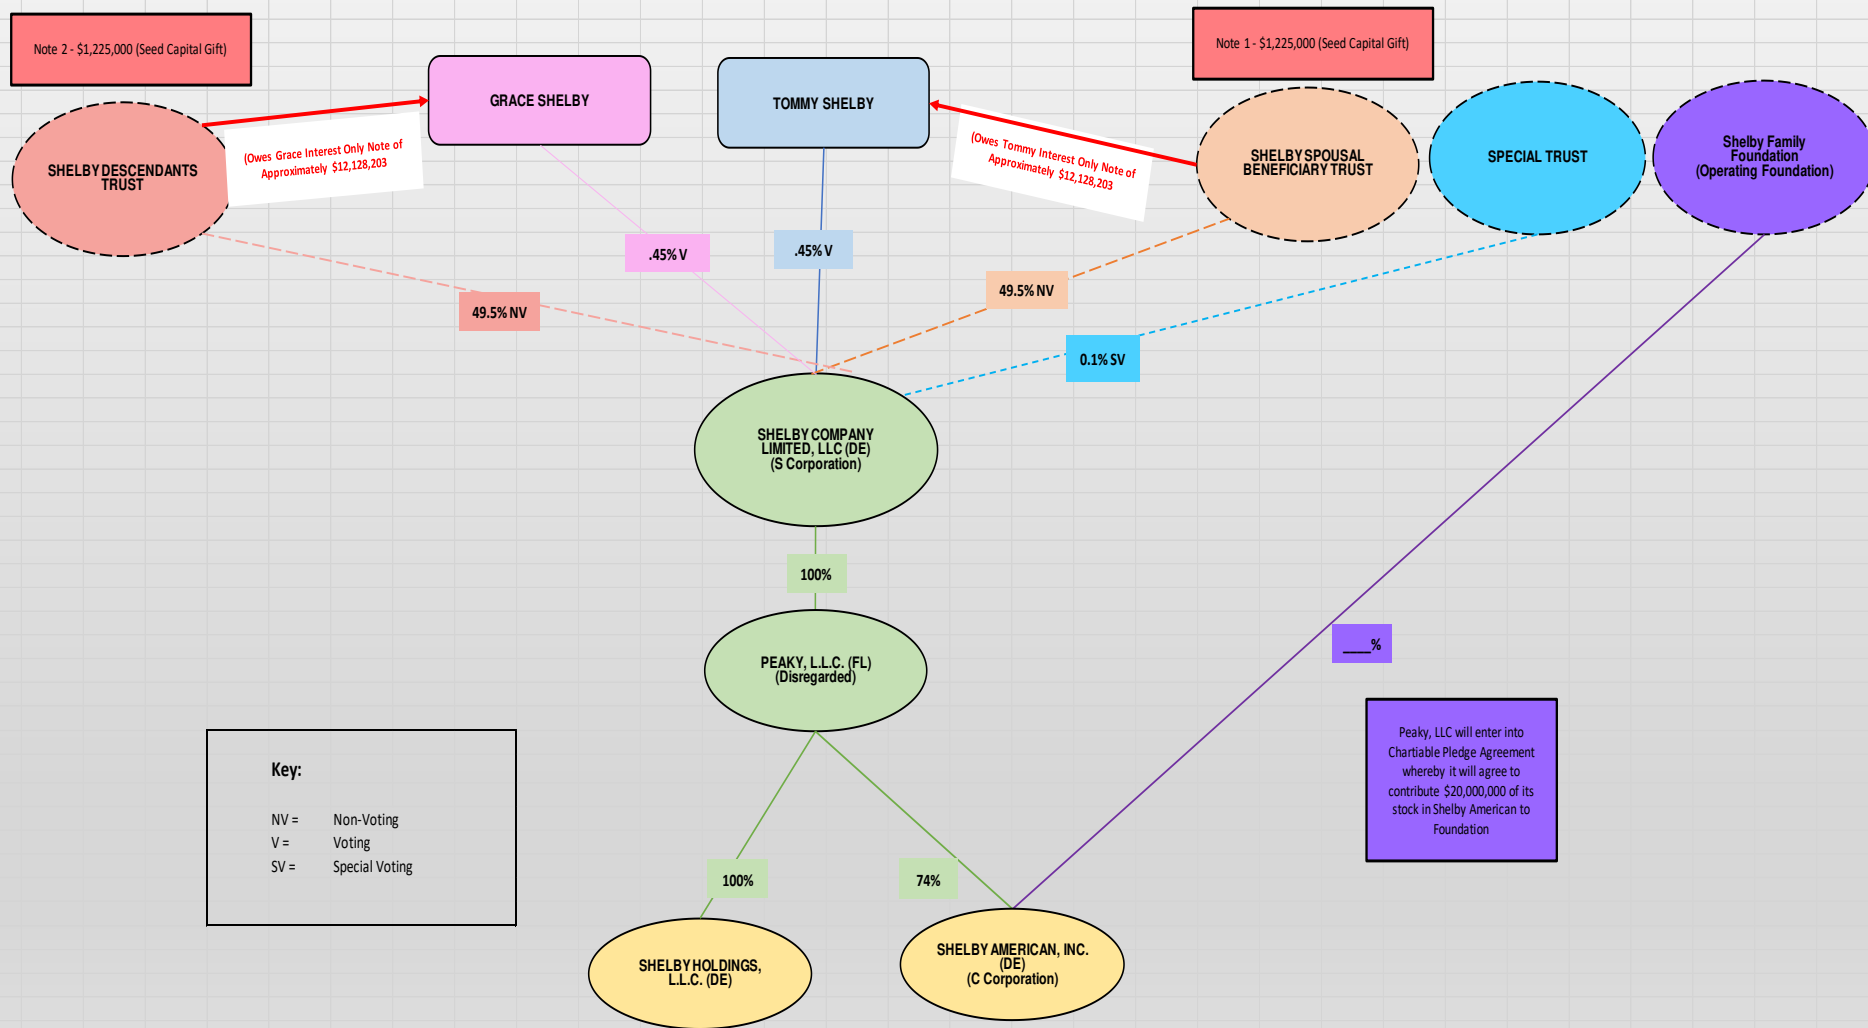 Note 2 - $1,225,000 (Seed Capital Gift)
Note 1 - $1,225,000 (Seed Capital Gift)
GRACE SHELBY
TOMMY SHELBY
SHELBY DESCENDANTS
TRUST
(Owes Grace Interest Only Note of
Approximately $12,128,203
(Owes Tommy Interest Only Note of
Approximately $12,128,203
SHELBY SPOUSAL
BENEFICIARY TRUST
SPECIAL TRUST
Shelby Family
Foundation
(Operating Foundation)
.45% V
.45% V
49.5% NV
49.5% NV
0.1% SV
SHELBY COMPANY
LIMITED, LLC (DE)
(S Corporation)
100%
PEAKY, L.L.C. (FL)
(Disregarded)
____%
Peaky, LLC will enter into
Chartiable Pledge Agreement
whereby it will agree to
contribute $20,000,000 of its
stock in Shelby American to
Foundation
Key:
NV = Non-Voting
V = Voting
SV = Special Voting
100%
74%
SHELBY HOLDINGS,
L.L.C. (DE)
SHELBY AMERICAN, INC.
(DE)
(C Corporation)